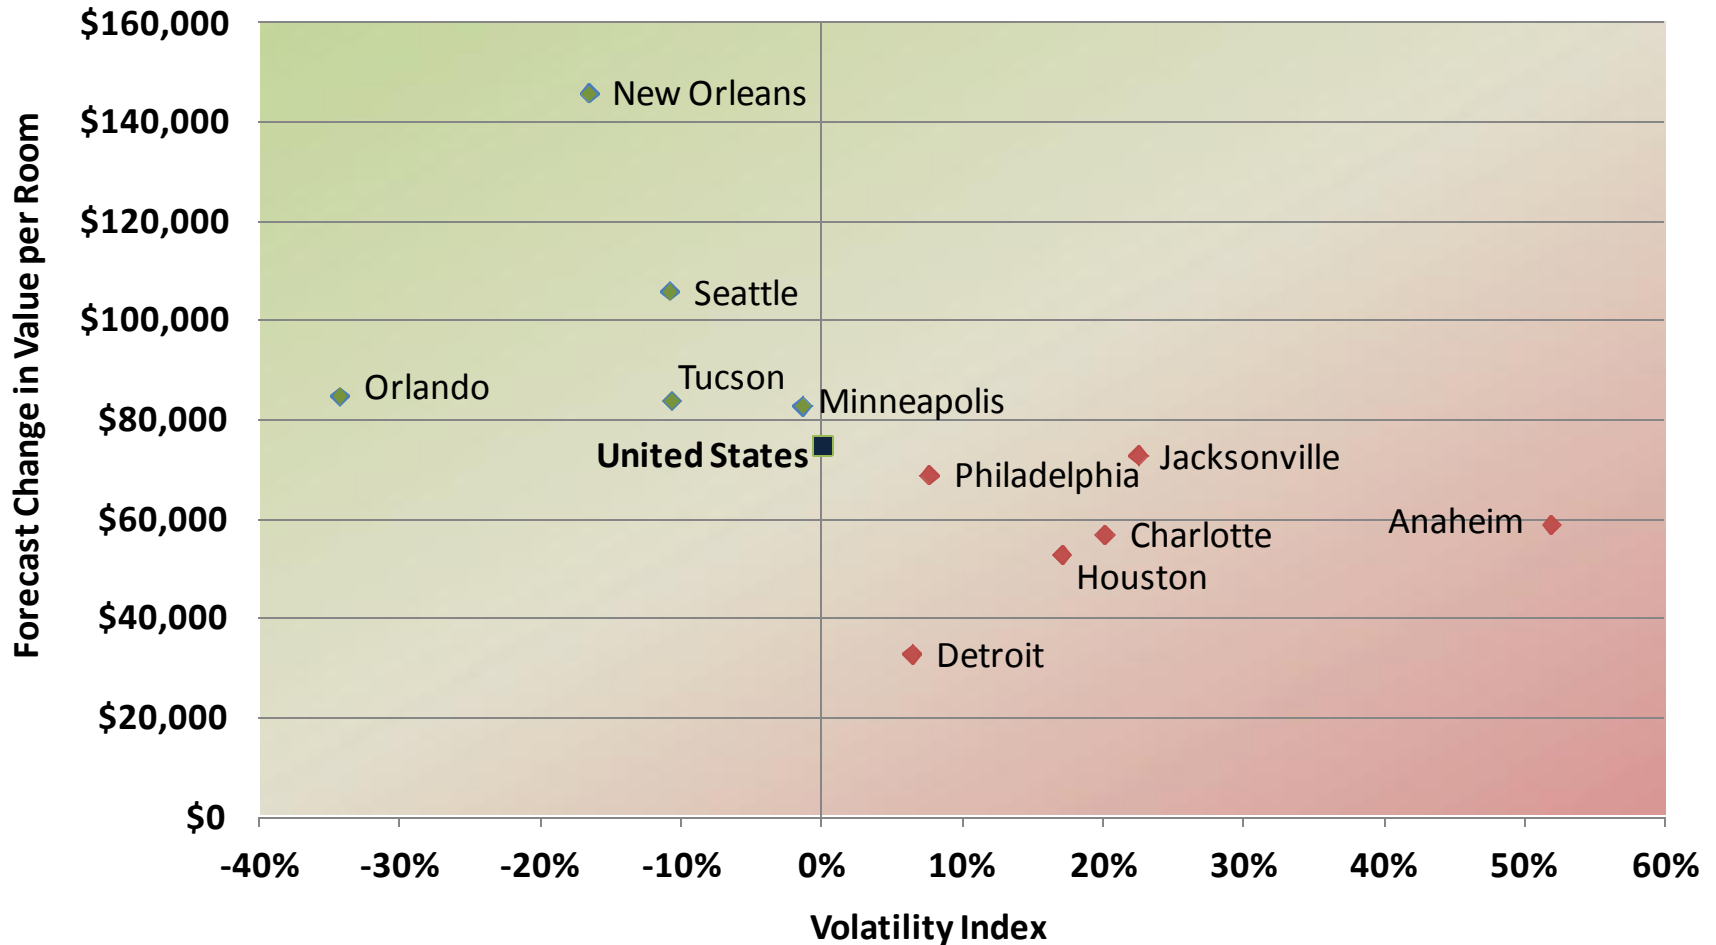 $160,000
New Orleans
$140,000
$120,000
Seattle
$100,000
Tucson
Orlando
Minneapolis
$80,000
United States
Jacksonville
Philadelphia
$60,000
Anaheim
Charlotte
Houston
$40,000
Detroit
$20,000
$0
-40% -30% -20% -10% 0% 10% 20% 30% 40% 50% 60%
Volatility Index
Forecast Change in Value per Room